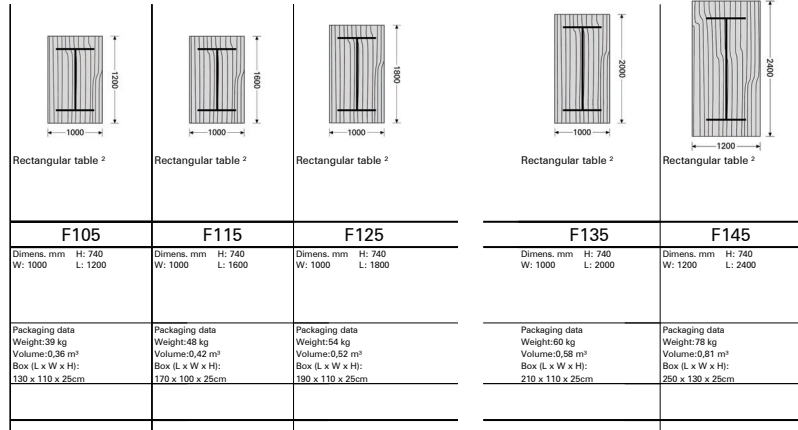 1200
1000
Rectangular table ²
F105
Dimens. mm H: 740
W: 1000 L: 1200
Packaging data
Weight:39 kg
Volume:0,36 m³
Box (L x W x H):
130 x 110 x 25cm
1600
1000
Rectangular table ²
F115
Dimens. mm H: 740
W: 1000 L: 1600
Packaging data
Weight:48 kg
Volume:0,42 m³
Box (L x W x H):
170 x 100 x 25cm
1800
1000
Rectangular table ²
F125
Dimens. mm H: 740
W: 1000 L: 1800
Packaging data
Weight:54 kg
Volume:0,52 m³
Box (L x W x H):
190 x 110 x 25cm
2000
1000
Rectangular table ²
F135
Dimens. mm H: 740
W: 1000 L: 2000
Packaging data
Weight:60 kg
Volume:0,58 m³
Box (L x W x H):
210 x 110 x 25cm
2400
1200
Rectangular table ²
F145
Dimens. mm H: 740
W: 1200 L: 2400
Packaging data
Weight:78 kg
Volume:0,81 m³
Box (L x W x H):
250 x 130 x 25cm